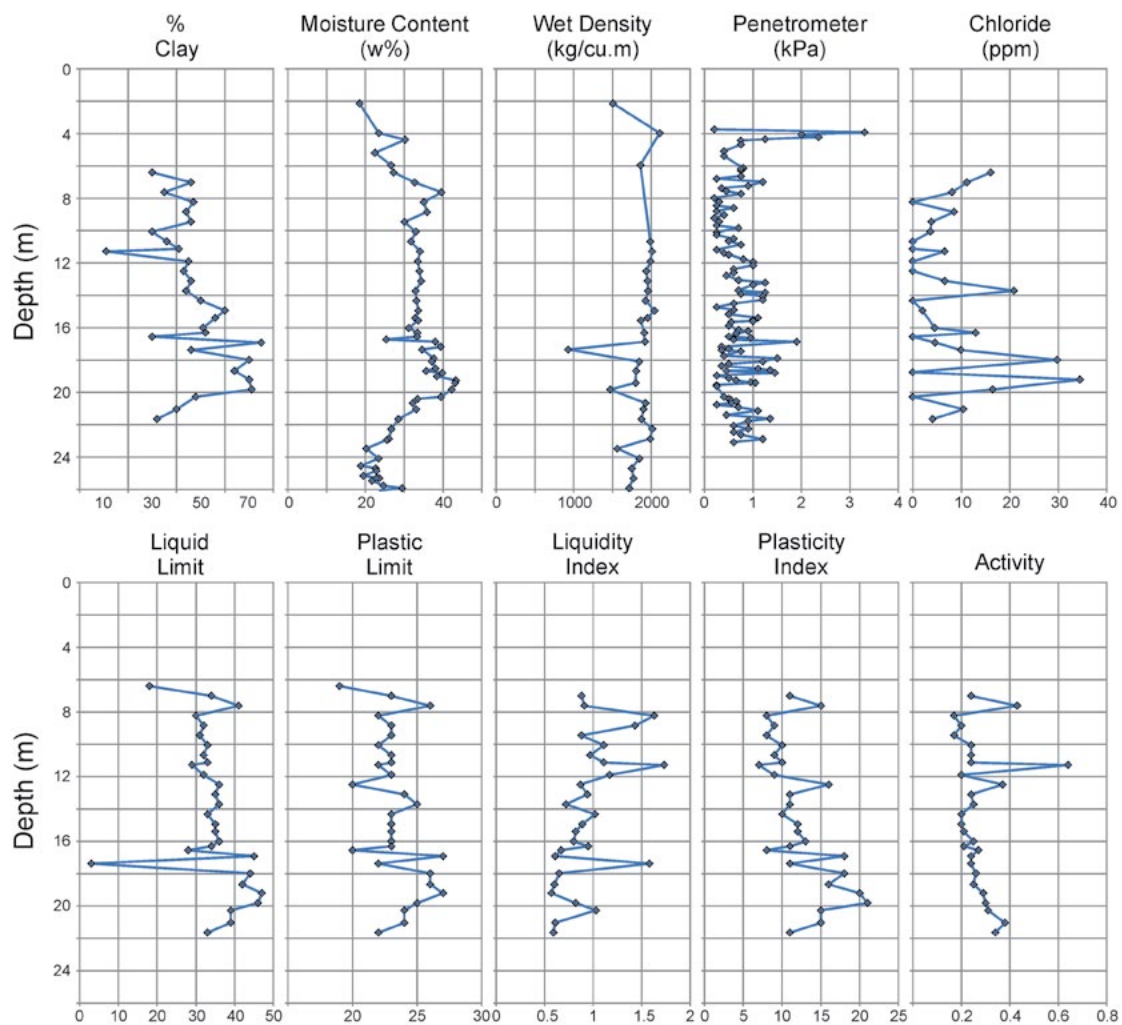 %
Clay
Moisture Content
(w%)
Wet Density
(kg/cu.m)
Penetrometer
(kPa)
Chloride
(ppm)
Depth (m)
0
4
8
12
16
20
24
10 30 50 70
0 20 40
0 1000 2000
0 1 2 3 4
0 10 20 30 40
Liquid
Limit
Plastic
Limit
Liquidity
Index
Plasticity
Index
Activity
Depth (m)
0
4
8
12
16
20
24
0 10 20 30 40 50
20 25 30
0 0.5 1 1.5 2
0 5 10 15 20 25
0.2 0.4 0.6 0.8